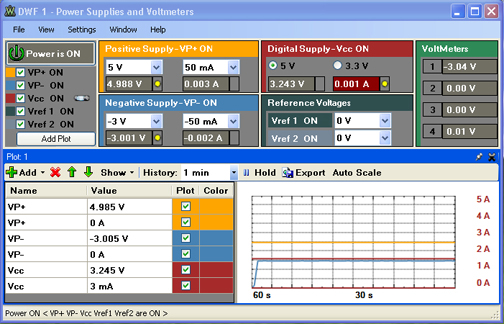 DWF 1 - Power Supplies and Voltmeters
File View Settings Window Help
Power is ON
VP+ ON
VP- ON
Vcc ON
Vref 1 ON
Vref 2 ON
Add Plot
Positive Supply-VP+ ON
5 V 50 mA
4.988 V 0.003 A
Negative Supply-VP- ON
-3 V -50 mA
-3.001 V -0.002 A
Digital Supply-Vcc ON
5 V 3.3 V
3.243 V 0.001 A
Reference Voltages
Vref 1 ON 0 V
Vref 2 ON 0 V
VoltMeters
1 -3.04 V
2 0.00 V
3 0.00 V
4 0.01 V
Plot: 1
Add Show History: 1 min Hold Export Auto Scale
Name Value Plot Color
VP+ 4.985 V
VP+ 0 A
VP- -3.005 V
VP- 0 A
Vcc 3.245 V
Vcc 3 mA
5 A
4 A
3 A
2 A
1 A
0 A
60 s 30 s
Power ON < VP+ VP- Vcc Vref1 Vref2 are ON >